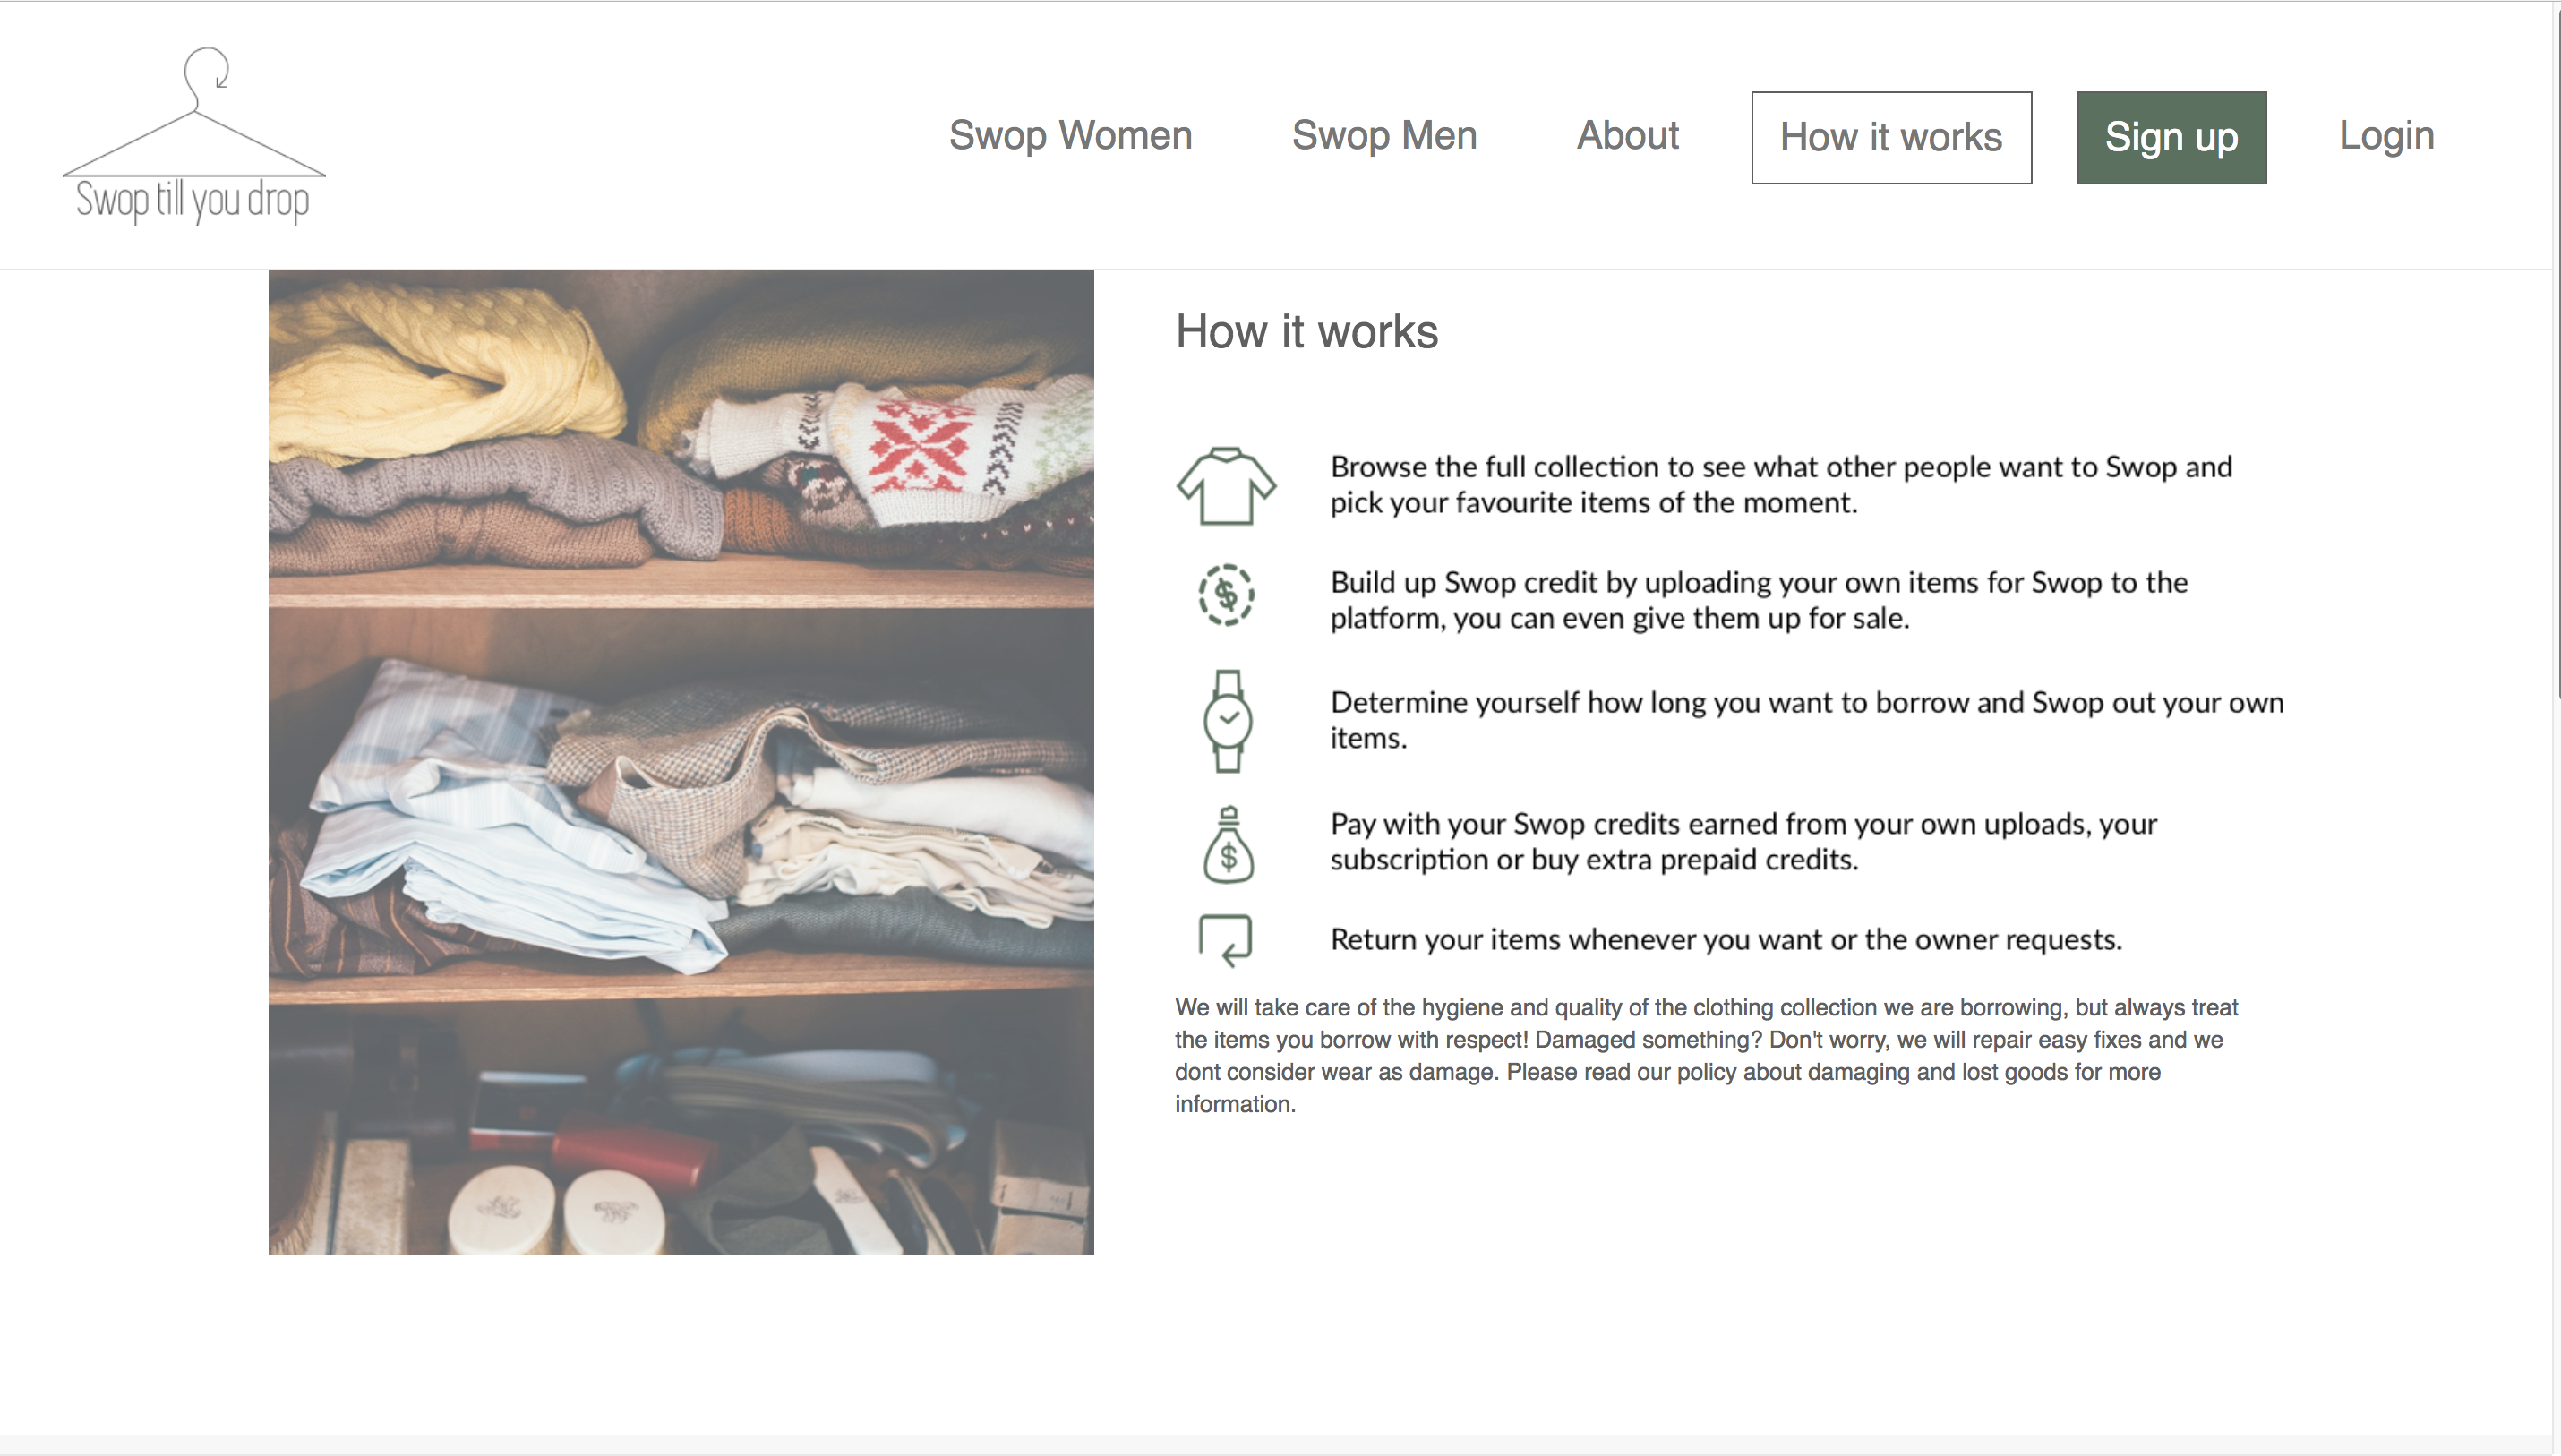 Swop till you drop
Swop Women
Swop Men
About
How it works
Sign up
Login
How it works
Browse the full collection to see what other people want to Swop and
pick your favourite items of the moment.
$
Build up Swop credit by uploading your own items for Swop to the
platform, you can even give them up for sale.
Determine yourself how long you want to borrow and Swop out your own
items.
$
Pay with your Swop credits earned from your own uploads, your
subscription or buy extra prepaid credits.
Return your items whenever you want or the owner requests.
We will take care of the hygiene and quality of the clothing collection we are borrowing, but always treat
the items you borrow with respect! Damaged something? Don't worry, we will repair easy fixes and we
dont consider wear as damage. Please read our policy about damaging and lost goods for more
information.